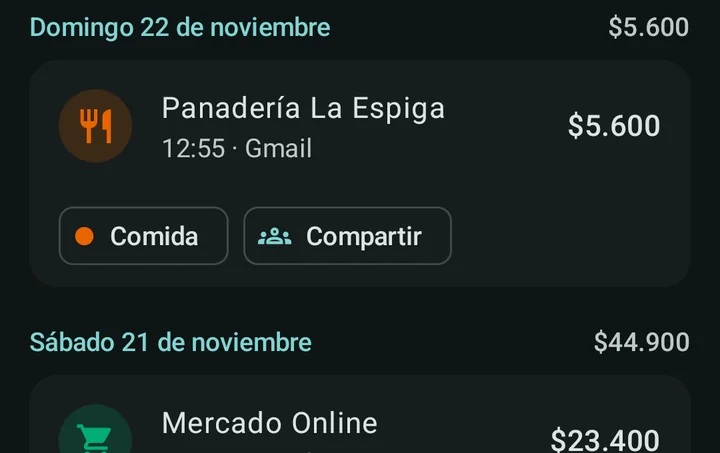 Domingo 22 de noviembre $5.600
Panadería La Espiga
12:55 · Gmail
$5.600
Comida Compartir
Sábado 21 de noviembre $44.900
Mercado Online
$23.400